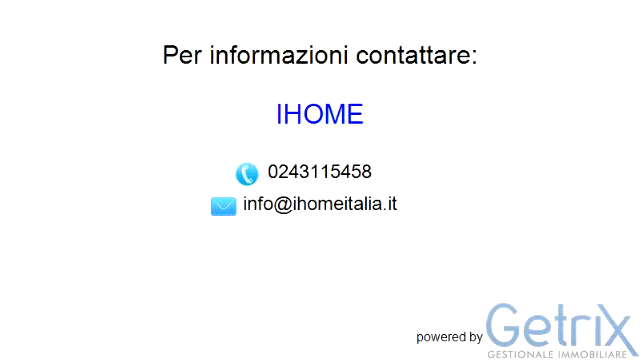 Per informazioni contattare:
IHOME
0243115458
info@ihomeitalia.it
powered by Getrix
GESTIONALE IMMOBILIARE